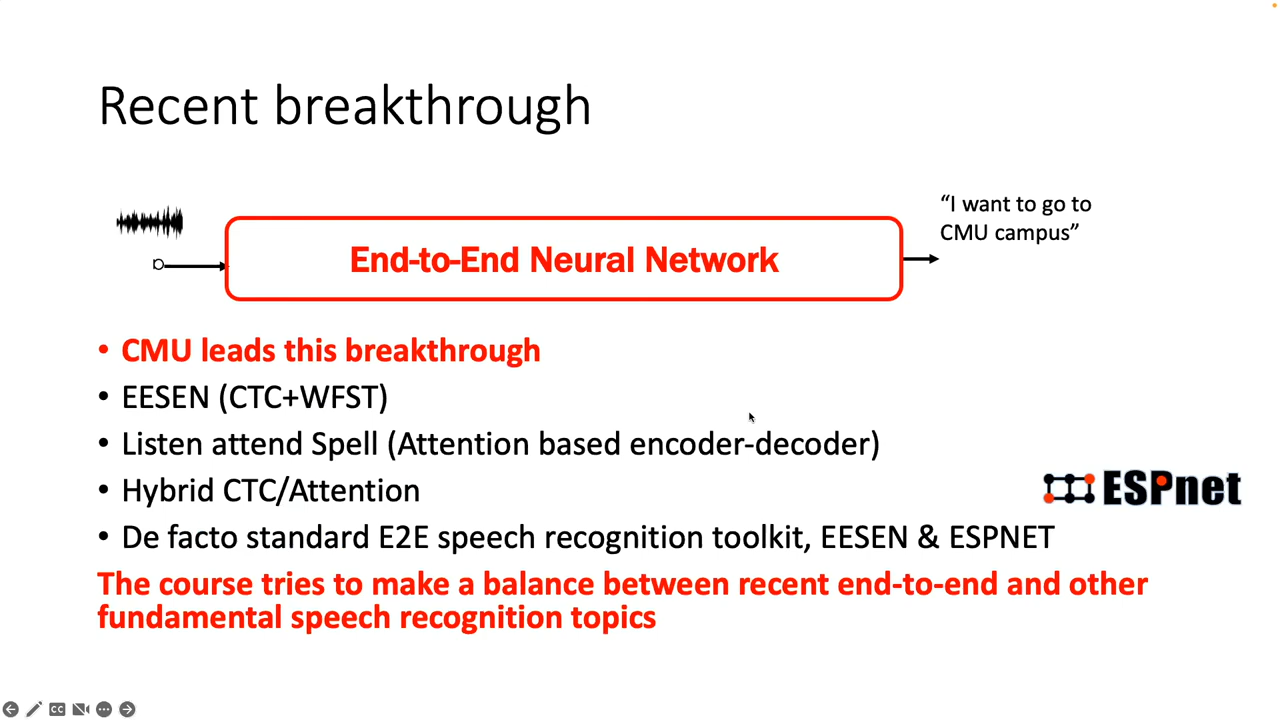 Recent breakthrough
“I want to go to
CMU campus”
End-to-End Neural Network
• CMU leads this breakthrough
• EESEN (CTC+WFST)
• Listen attend Spell (Attention based encoder-decoder)
• Hybrid CTC/Attention
ESPnet
• De facto standard E2E speech recognition toolkit, EESEN & ESPNET
The course tries to make a balance between recent end-to-end and other
fundamental speech recognition topics
CC